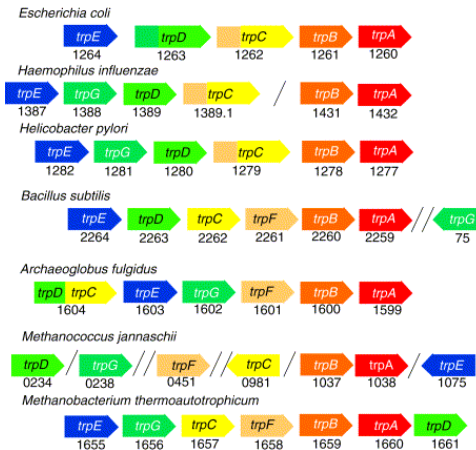 Escherichia coli
trpE trpD trpC trpB trpA
1264 1263 1262 1261 1260
Haemophilus influenzae
trpE trpG trpD trpC / trpB trpA
1387 1388 1389 1389.1 1431 1432
Helicobacter pylori
trpE trpG trpD trpC trpB trpA
1282 1281 1280 1279 1278 1277
Bacillus subtilis
trpE trpD trpC trpF trpB trpA // trpG
2264 2263 2262 2261 2260 2259 75
Archaeoglobus fulgidus
trpD trpC trpE trpG trpF trpB trpA
1604 1603 1602 1601 1600 1599
Methanococcus jannaschii
trpD / trpG // trpF // trpC / trpB trpA / trpE
0234 0238 0451 0981 1037 1038 1075
Methanobacterium thermoautotrophicum
trpE trpG trpC trpF trpB trpA trpD
1655 1656 1657 1658 1659 1660 1661